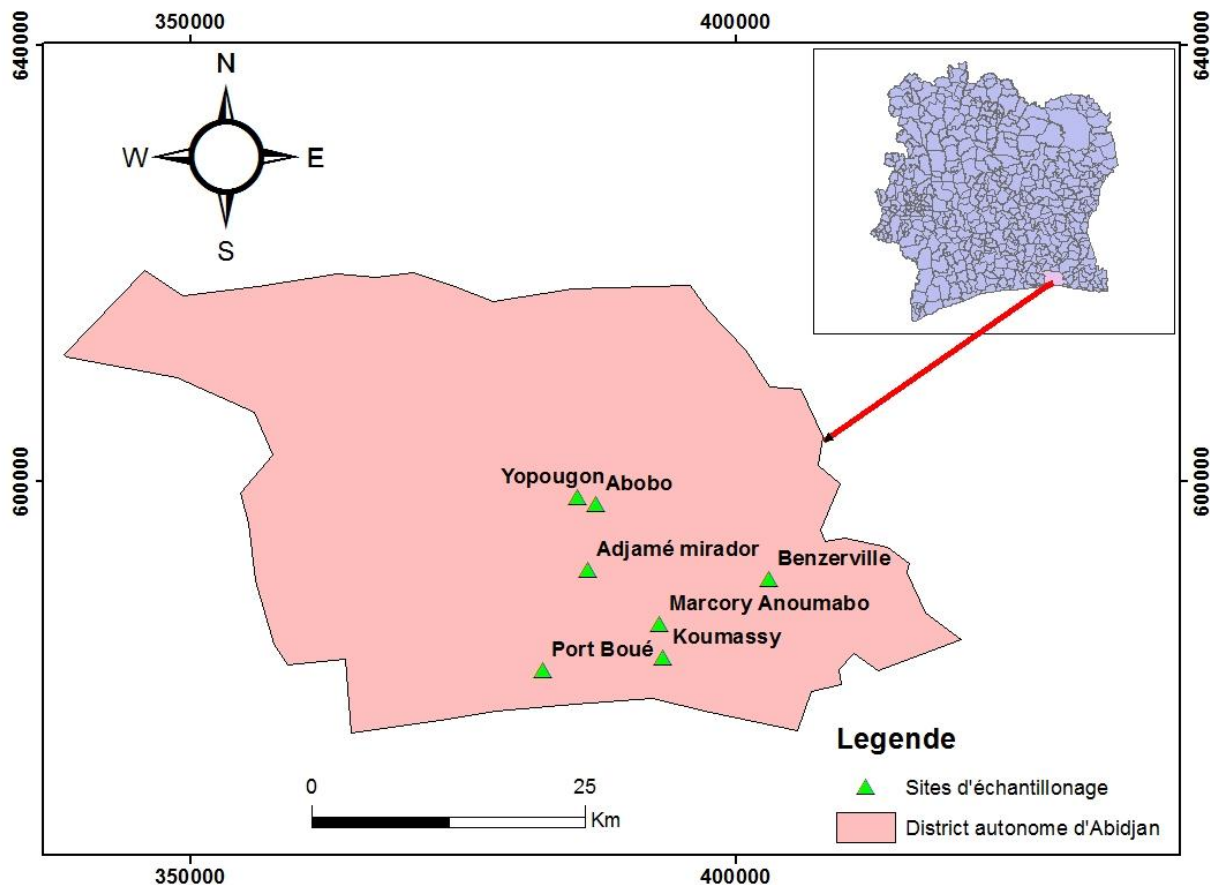 350000
400000
640000
640000
N
W
E
S
600000
600000
Yopougon
Abobo
Adjamé mirador
Benzerville
Marcory Anoumabo
Koumassy
Port Boué
Legende
Sites d'échantillonage
District autonome d'Abidjan
0
25
Km
350000
400000